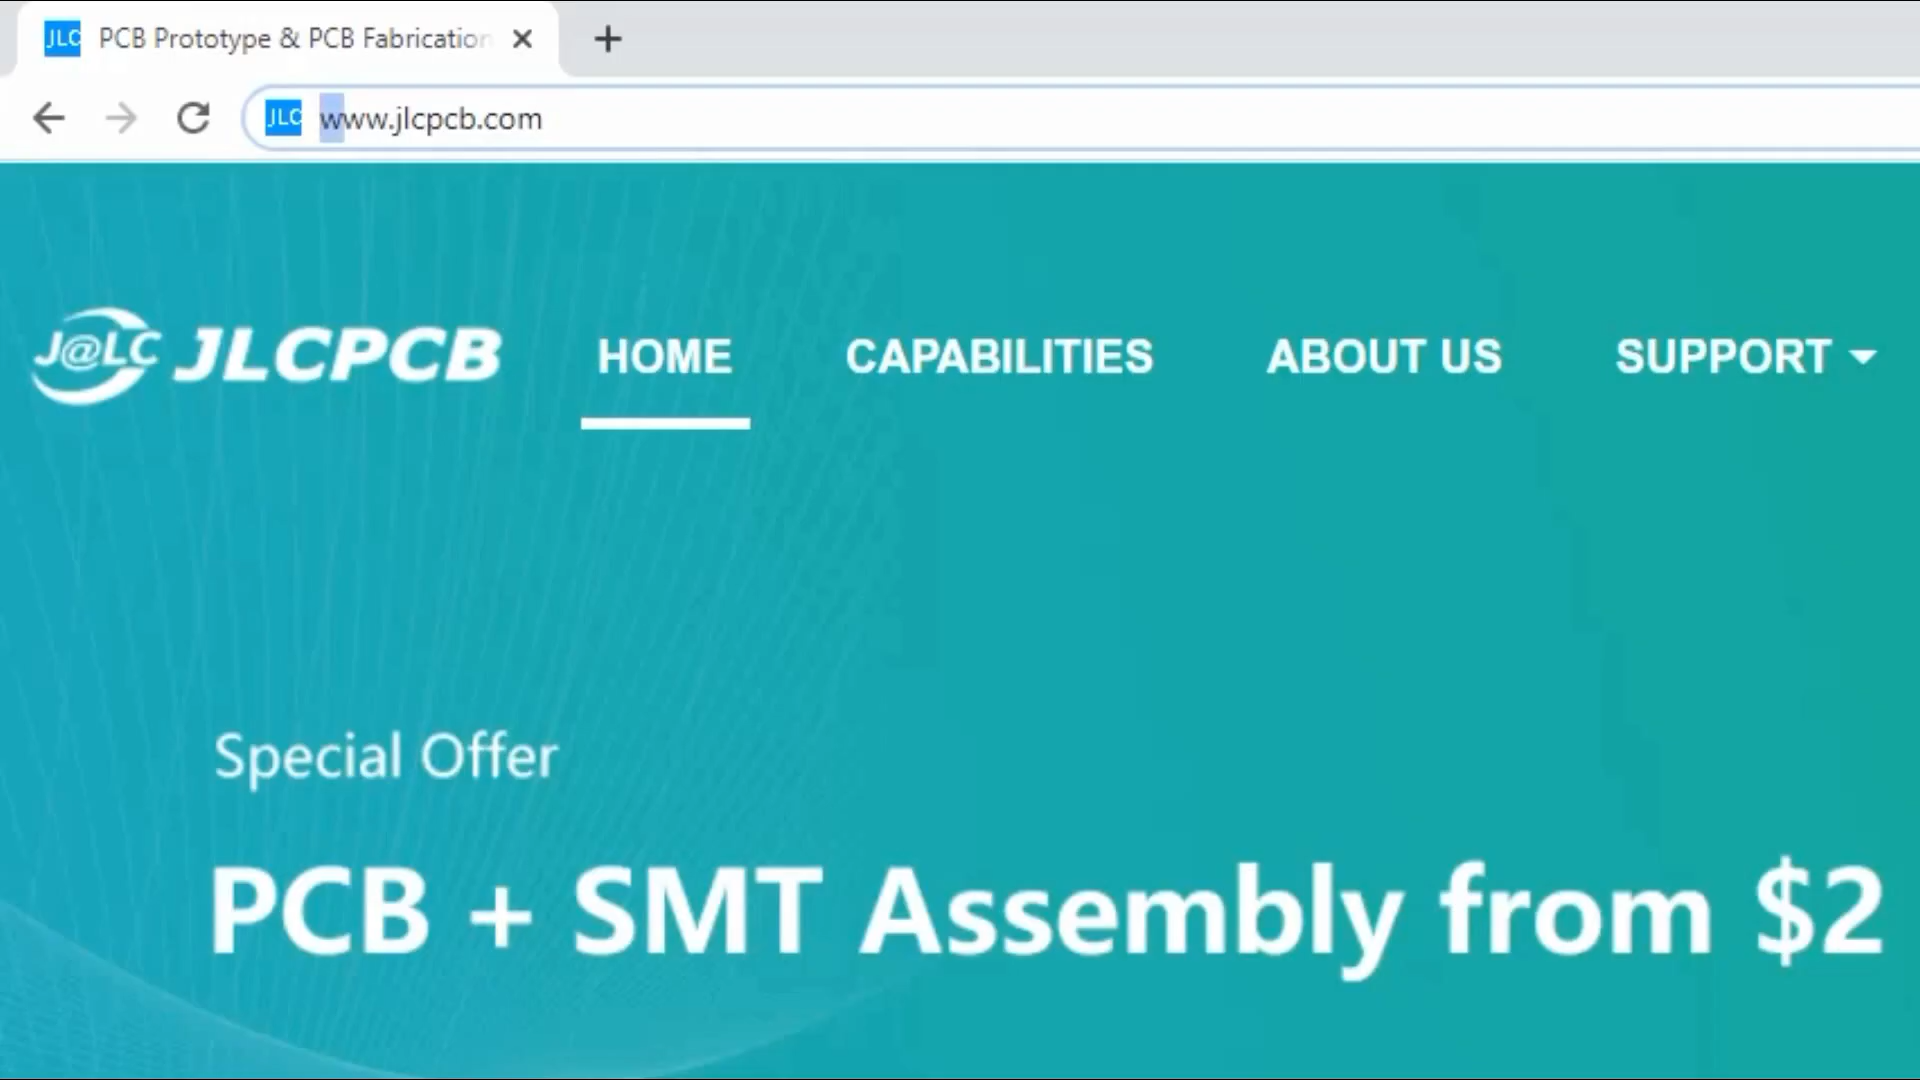 JLC PCB Prototype & PCB Fabrication
JLC www.jlcpcb.com
J@LC JLCPCB HOME CAPABILITIES ABOUT US SUPPORT
Special Offer
PCB + SMT Assembly from $2